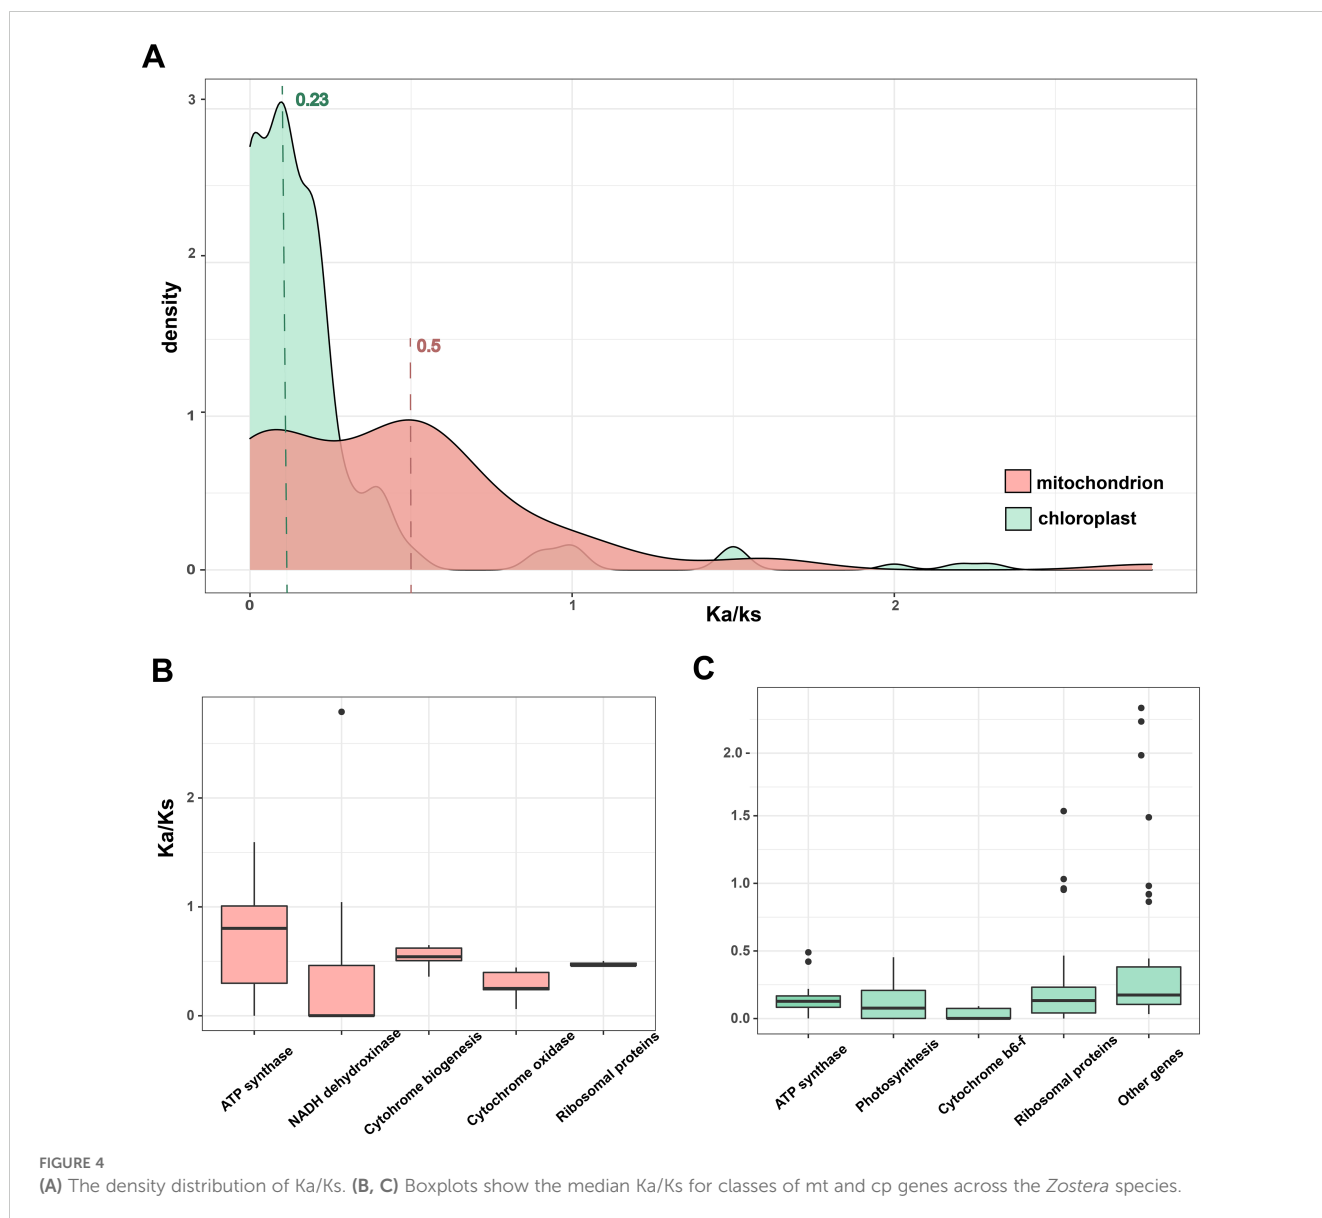 A
3
0.23
2
density
0.5
1
mitochondrion
chloroplast
0
0
1
2
Ka/ks
B
C
2
Ka/Ks
1
0
ATP synthase
NADH dehydroxinase
Cytohrome biogenesis
Cytochrome oxidase
Ribosomal proteins
2.0
1.5
1.0
0.5
0.0
ATP synthase
Photosynthesis
Cytochrome b6-f
Ribosomal proteins
Other genes
FIGURE 4
(A) The density distribution of Ka/Ks. (B, C) Boxplots show the median Ka/Ks for classes of mt and cp genes across the Zostera species.